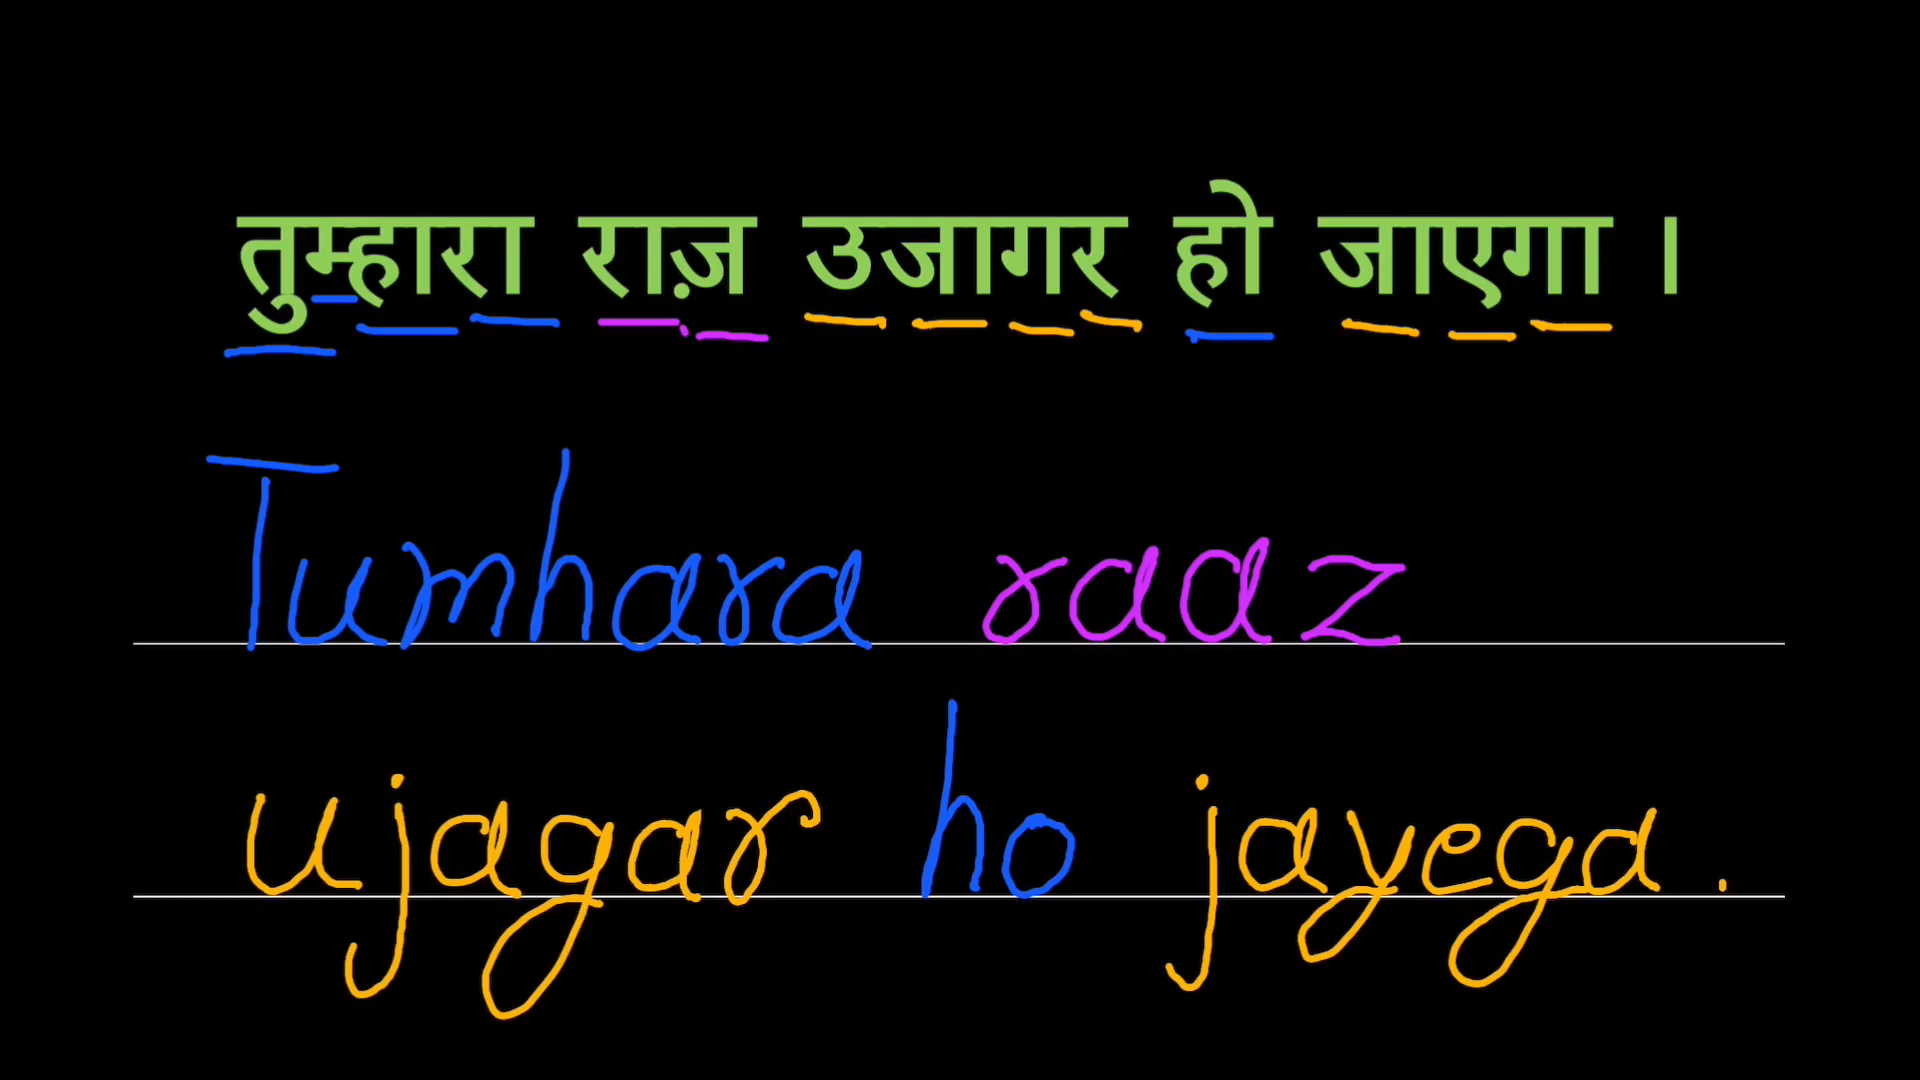 तुम्हारा राज़ उजागर हो जाएगा ।
Tumhara raaz
ujagar ho jayega.